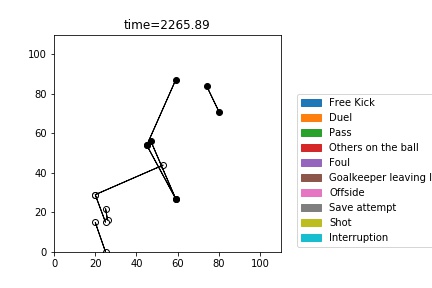 time=2265.89
100
80
60
40
20
0
0 20 40 60 80 100
Free Kick
Duel
Pass
Others on the ball
Foul
Goalkeeper leaving l
Offside
Save attempt
Shot
Interruption